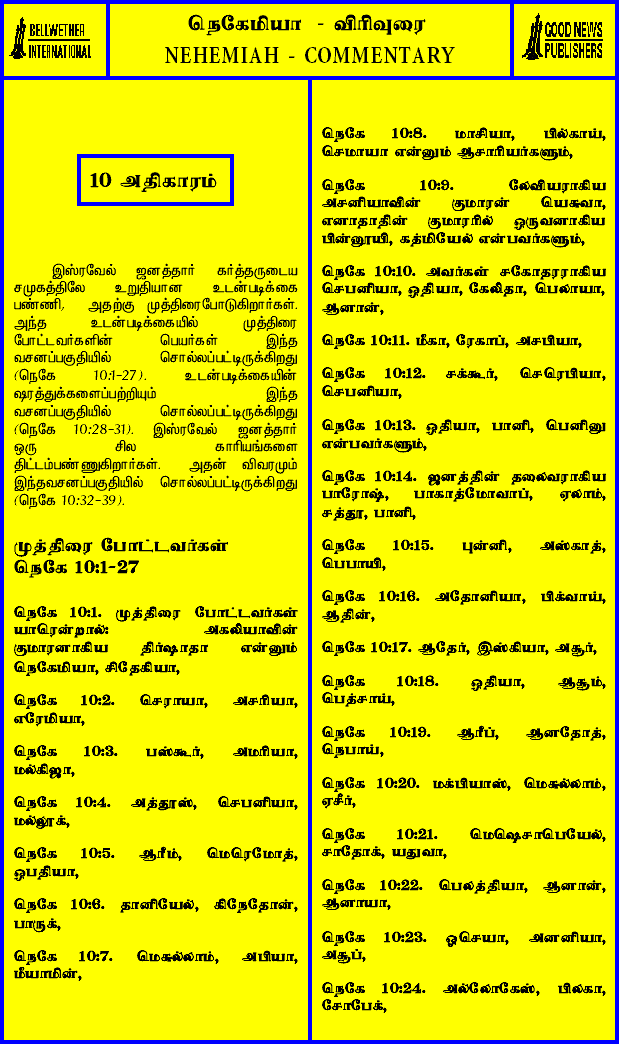 BELLWETHER
INTERNATIONAL
நெகேமியா - விரிவுரை
NEHEMIAH - COMMENTARY
GOOD NEWS
PUBLISHERS
10 அதிகாரம்
இஸ்ரவேல் ஜனத்தார் கர்த்தருடைய
சமுகத்திலே உறுதியான உடன்படிக்கை
பண்ணி, அதற்கு முத்திரைபோடுகிறார்கள்.
அந்த உடன்படிக்கையில் முத்திரை
போட்டவர்களின் பெயர்கள் இந்த
வசனப்பகுதியில் சொல்லப்பட்டிருக்கிறது
(நெகே 10:1-27). உடன்படிக்கையின்
ஷரத்துக்களைப்பற்றியும் இந்த
வசனப்பகுதியில் சொல்லப்பட்டிருக்கிறது
(நெகே 10:28-31). இஸ்ரவேல் ஜனத்தார்
ஒரு சில காரியங்களை
திட்டம்பண்ணுகிறார்கள். அதன் விவரமும்
இந்தவசனப்பகுதியில் சொல்லப்பட்டிருக்கிறது
(நெகே 10:32-39).
முத்திரை போட்டவர்கள்
நெகே 10:1-27
நெகே 10:1. முத்திரை போட்டவர்கள்
யாரென்றால்: அகலியாவின்
குமாரனாகிய திர்ஷாதா என்னும்
நெகேமியா, சிதேகியா,
நெகே 10:2. செராயா, அசரியா,
எரேமியா,
நெகே 10:3. பஸ்கூர், அமரியா,
மல்கிஜா,
நெகே 10:4. அத்தூஸ், செபனியா,
மல்லூக்,
நெகே 10:5. ஆரீம், மெரெமோத்,
ஒபதியா,
நெகே 10:6. தானியேல், கிநேதோன்,
பாருக்,
நெகே 10:7. மெசுல்லாம், அபியா,
மீயாமின்,
நெகே 10:8. மாசியா, பில்காய்,
செமாயா என்னும் ஆசாரியர்களும்,
நெகே 10:9. லேவியராகிய
அசனியாவின் குமாரன் யெசுவா,
எனாதாதின் குமாரரில் ஒருவனாகிய
பின்னூயி, கத்மியேல் என்பவர்களும்,
நெகே 10:10. அவர்கள் சகோதரராகிய
செபனியா, ஒதியா, கேலிதா, பெலாயா,
ஆனான்,
நெகே 10:11. மீகா, ரேகாப், அசபியா,
நெகே 10:12. சக்கூர், செரெபியா,
செபனியா,
நெகே 10:13. ஒதியா, பானி, பெனினு
என்பவர்களும்,
நெகே 10:14. ஜனத்தின் தலைவராகிய
பாரோஷ், பாகாத்மோவாப், ஏலாம்,
சத்தூ, பானி,
நெகே 10:15. புன்னி, அஸ்காத்,
பெபாயி,
நெகே 10:16. அதோனியா, பிக்வாய்,
ஆதின்,
நெகே 10:17. ஆதேர், இஸ்கியா, அசூர்,
நெகே 10:18. ஒதியா, ஆசூம்,
பெத்சாய்,
நெகே 10:19. ஆரீப், ஆனதோத்,
நெபாய்,
நெகே 10:20. மக்பியாஸ், மெசுல்லாம்,
ஏசீர்,
நெகே 10:21. மெஷெசாபெயேல்,
சாதோக், யதுவா,
நெகே 10:22. பெலத்தியா, ஆனான்,
ஆனாயா,
நெகே 10:23. ஓசெயா, அனனியா,
அசூப்,
நெகே 10:24. அல்லோகேஸ், பிலகா,
சோபேக்,